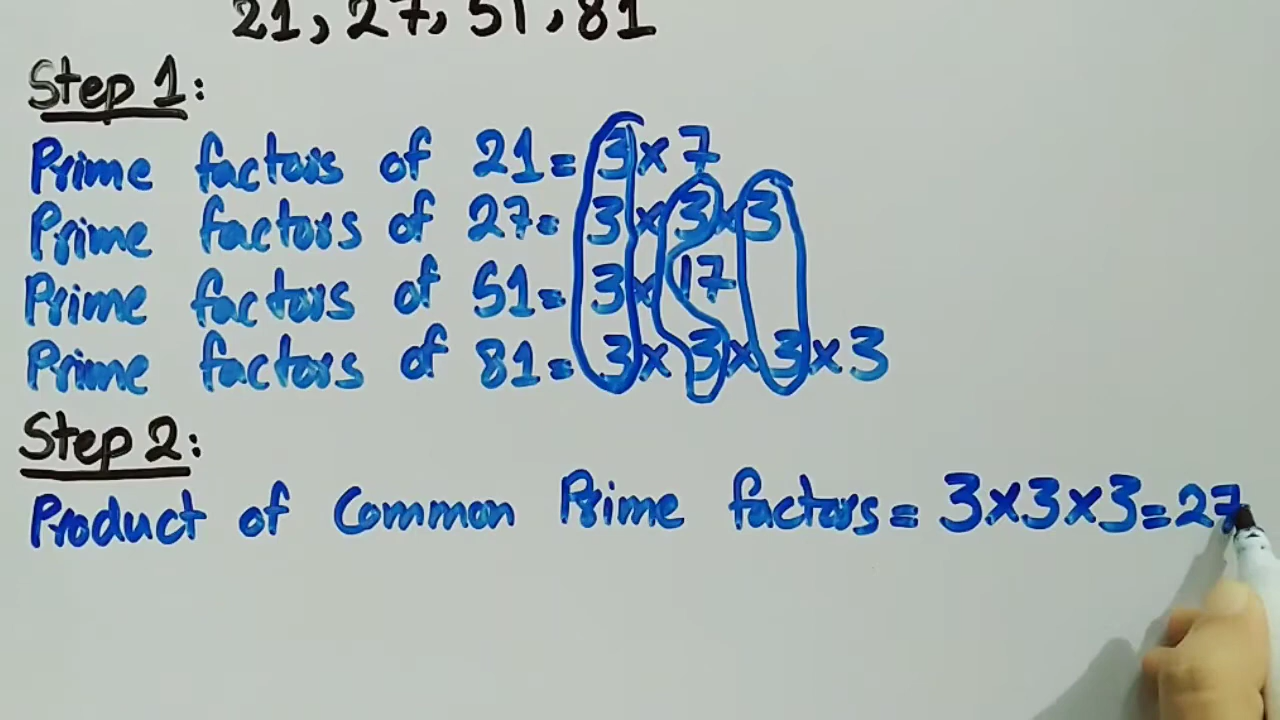 21, 27, 51, 81
Step 1:
Prime factors of 21= 3×7
Prime factors of 27= 3×3×3
Prime factors of 51= 3×17
Prime factors of 81= 3×3×3×3
Step 2:
Product of Common Prime factors= 3×3×3=27